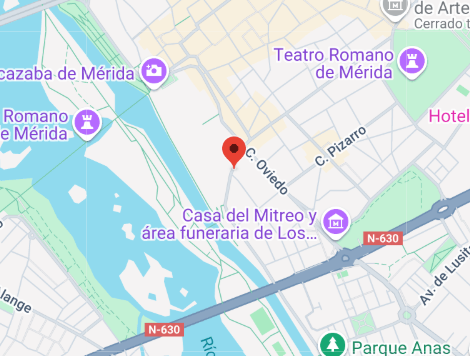 de Arte
Cerrado t
Teatro Romano
de Mérida
cazaba de Mérida
Hotel
Romano
e Mérida
C. Pizarro
C. Oviedo
Casa del Mitreo y
área funeraria de Los...
N-630
Av. de Lusit
lange
N-630
Río
Parque Anas